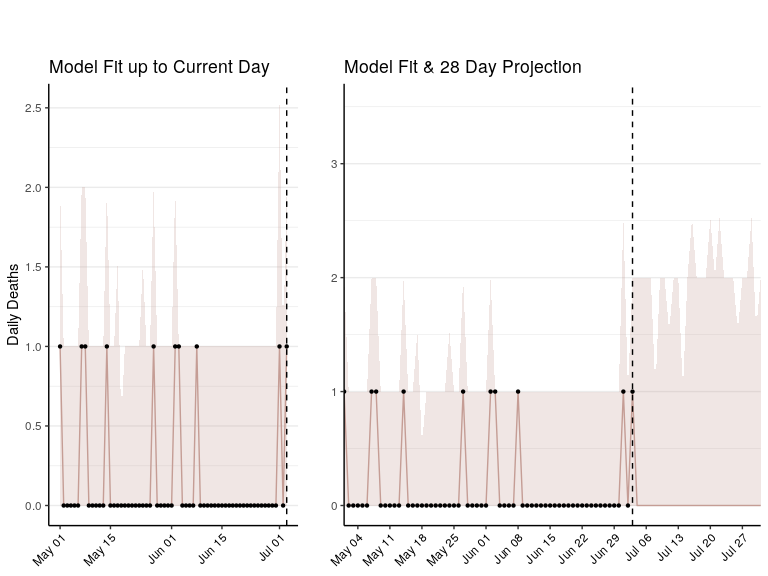 Model Fit up to Current Day
Model Fit & 28 Day Projection
Daily Deaths
2.5
2.0
1.5
1.0
0.5
0.0
May 01
May 15
Jun 01
Jun 15
Jul 01
3
2
1
0
May 04
May 11
May 18
May 25
Jun 01
Jun 08
Jun 15
Jun 22
Jun 29
Jul 06
Jul 13
Jul 20
Jul 27